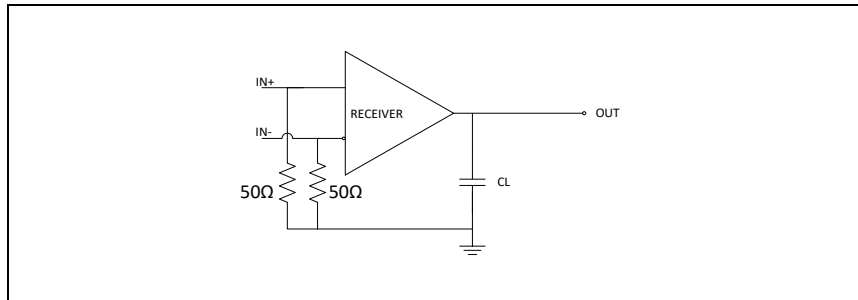 IN+
RECEIVER
OUT
IN-
CL
50Ω 50Ω